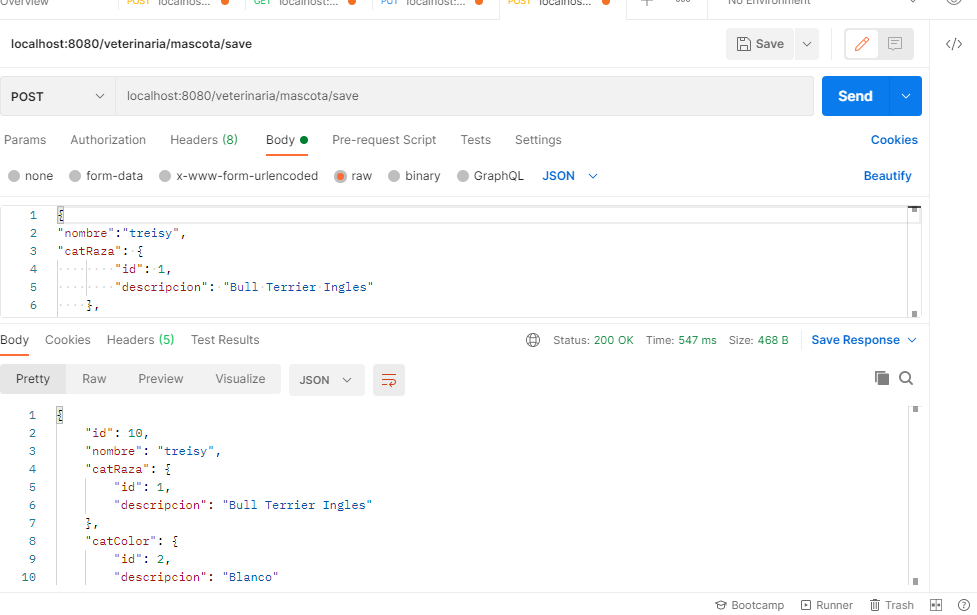 Overview POST localhos... GET localhos... PUT localhos... POST localhos... No Environment
localhost:8080/veterinaria/mascota/save Save
POST localhost:8080/veterinaria/mascota/save Send
Params Authorization Headers (8) Body Pre-request Script Tests Settings Cookies
none form-data x-www-form-urlencoded raw binary GraphQL JSON Beautify
1 {
2 "nombre":"treisy",
3 "catRaza": {
4 "id": 1,
5 "descripcion": "Bull Terrier Ingles"
6 },
Body Cookies Headers (5) Test Results Status: 200 OK Time: 547 ms Size: 468 B Save Response
Pretty Raw Preview Visualize JSON
1 {
2 "id": 10,
3 "nombre": "treisy",
4 "catRaza": {
5 "id": 1,
6 "descripcion": "Bull Terrier Ingles"
7 },
8 "catColor": {
9 "id": 2,
10 "descripcion": "Blanco"
Bootcamp Runner Trash